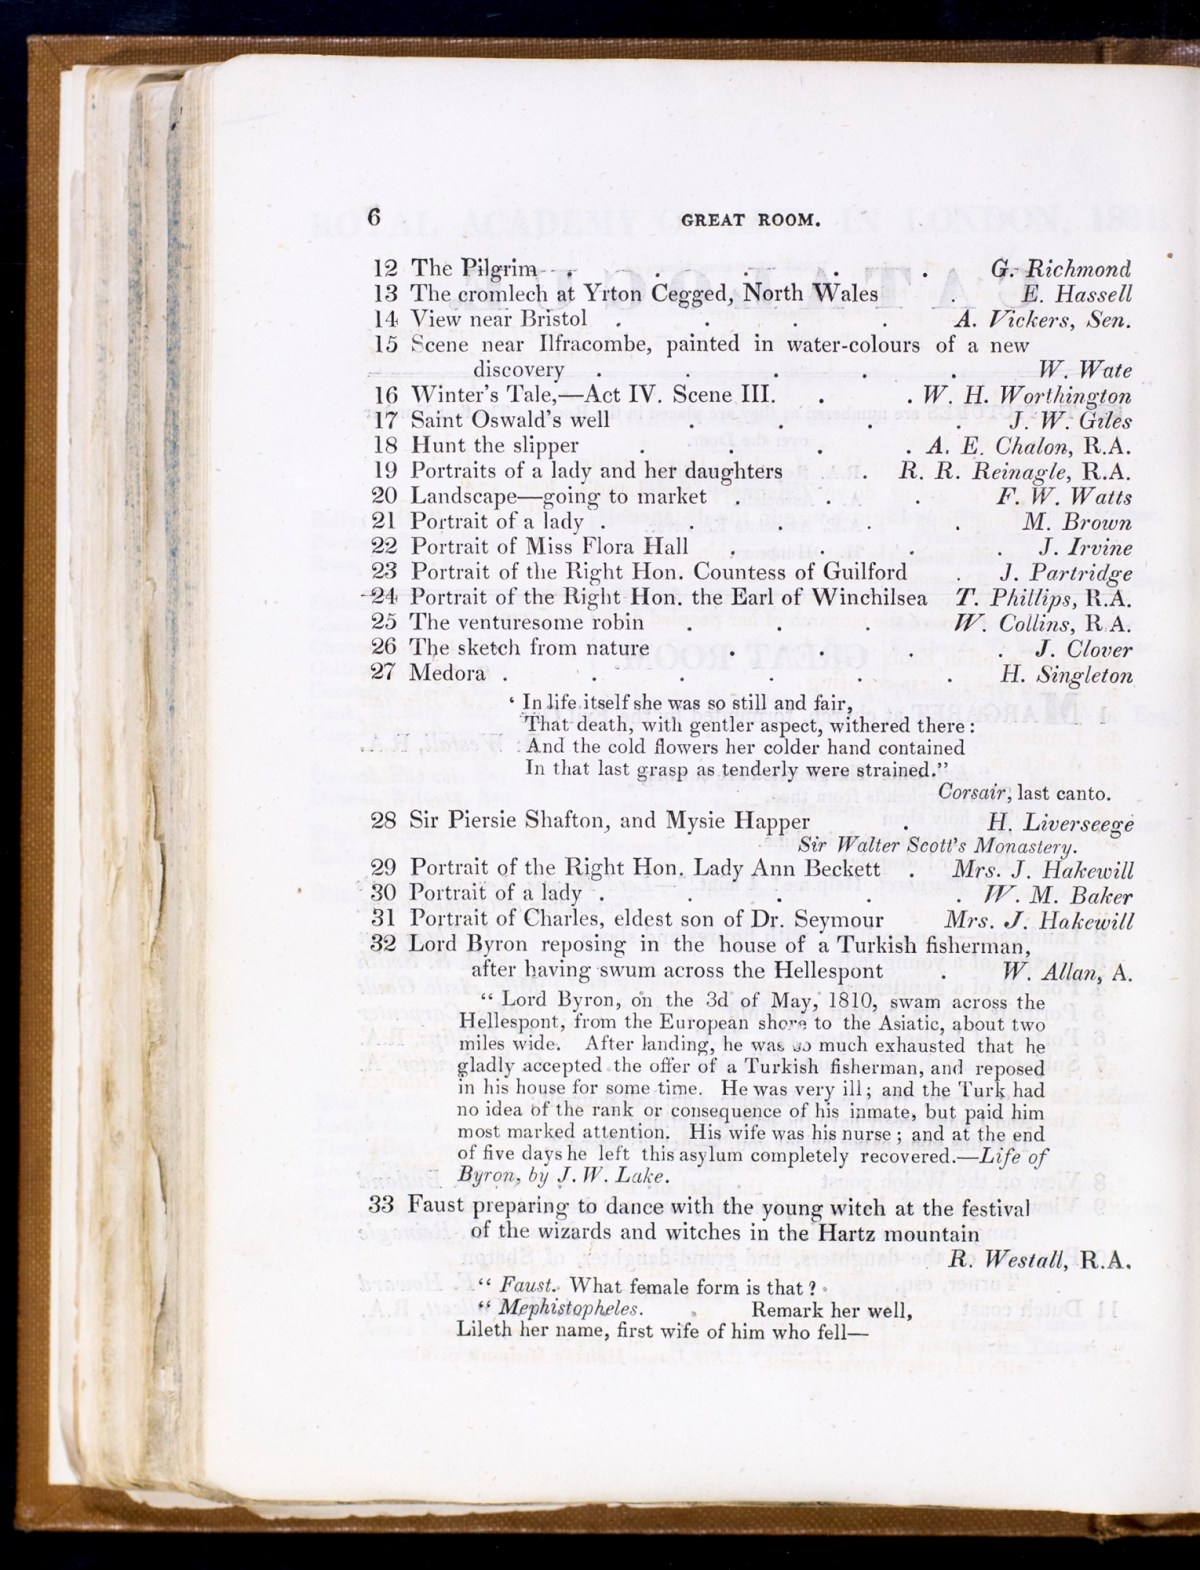 6 GREAT ROOM.
12 The Pilgrim . . . . . G. Richmond
13 The cromlech at Yrton Cegged, North Wales . E. Hassell
14 View near Bristol . . . . A. Vickers, Sen.
15 Scene near Ilfracombe, painted in water-colours of a new
discovery . . . . . W. Wate
16 Winter's Tale,—Act IV. Scene III. . . W. H. Worthington
17 Saint Oswald's well . . . . J. W. Giles
18 Hunt the slipper . . . . A. E. Chalon, R.A.
19 Portraits of a lady and her daughters . R. R. Reinagle, R.A.
20 Landscape—going to market . . . F. W. Watts
21 Portrait of a lady . . . . M. Brown
22 Portrait of Miss Flora Hall . . . . J. Irvine
23 Portrait of the Right Hon. Countess of Guilford . J. Partridge
24 Portrait of the Right Hon. the Earl of Winchilsea T. Phillips, R.A.
25 The venturesome robin . . . W. Collins, R.A.
26 The sketch from nature . . . . J. Clover
27 Medora . . . . . . H. Singleton
‘ In life itself she was so still and fair,
That death, with gentler aspect, withered there :
And the cold flowers her colder hand contained
In that last grasp as tenderly were strained.”
Corsair, last canto.
28 Sir Piersie Shafton, and Mysie Happer . H. Liverseege
Sir Walter Scott's Monastery.
29 Portrait of the Right Hon. Lady Ann Beckett . Mrs. J. Hakewill
30 Portrait of a lady . . . . . W. M. Baker
31 Portrait of Charles, eldest son of Dr. Seymour Mrs. J. Hakewill
32 Lord Byron reposing in the house of a Turkish fisherman,
after having swum across the Hellespont . W. Allan, A.
“ Lord Byron, on the 3d of May, 1810, swam across the
Hellespont, from the European shore to the Asiatic, about two
miles wide. After landing, he was so much exhausted that he
gladly accepted the offer of a Turkish fisherman, and reposed
in his house for some time. He was very ill ; and the Turk had
no idea of the rank or consequence of his inmate, but paid him
most marked attention. His wife was his nurse ; and at the end
of five days he left this asylum completely recovered.—Life of
Byron, by J. W. Lake.
33 Faust preparing to dance with the young witch at the festival
of the wizards and witches in the Hartz mountain
R. Westall, R.A.
“ Faust. What female form is that ?
“ Mephistopheles. Remark her well,
Lileth her name, first wife of him who fell—